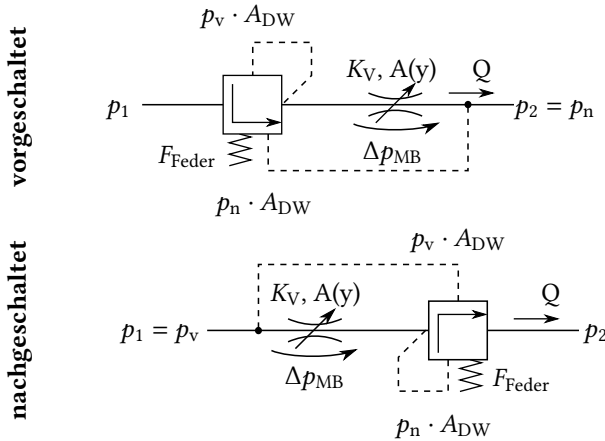 vorgeschaltet
p_v · A_DW
K_V, A(y)
Q
p_1
p_2 = p_n
F_Feder
Δp_MB
p_n · A_DW
nachgeschaltet
p_v · A_DW
K_V, A(y)
Q
p_1 = p_v
p_2
Δp_MB
F_Feder
p_n · A_DW